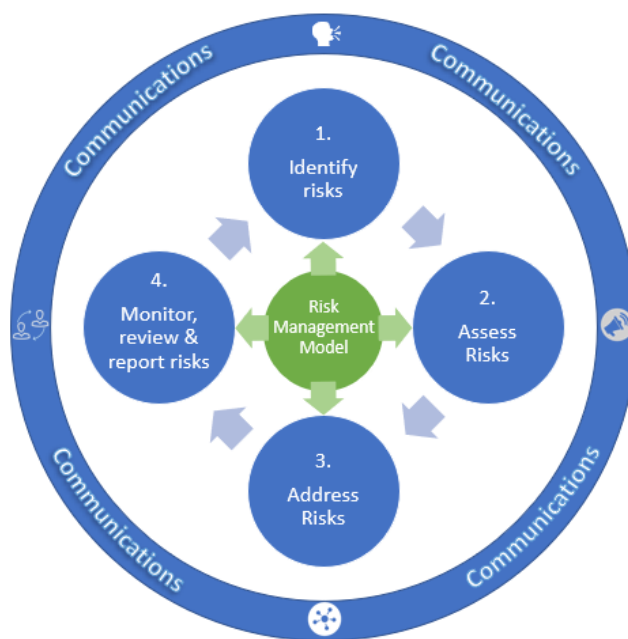 Communications
Communications
1.
Identify
risks
2.
Assess
Risks
3.
Address
Risks
4.
Monitor,
review &
report risks
Risk
Management
Model
Communications
Communications